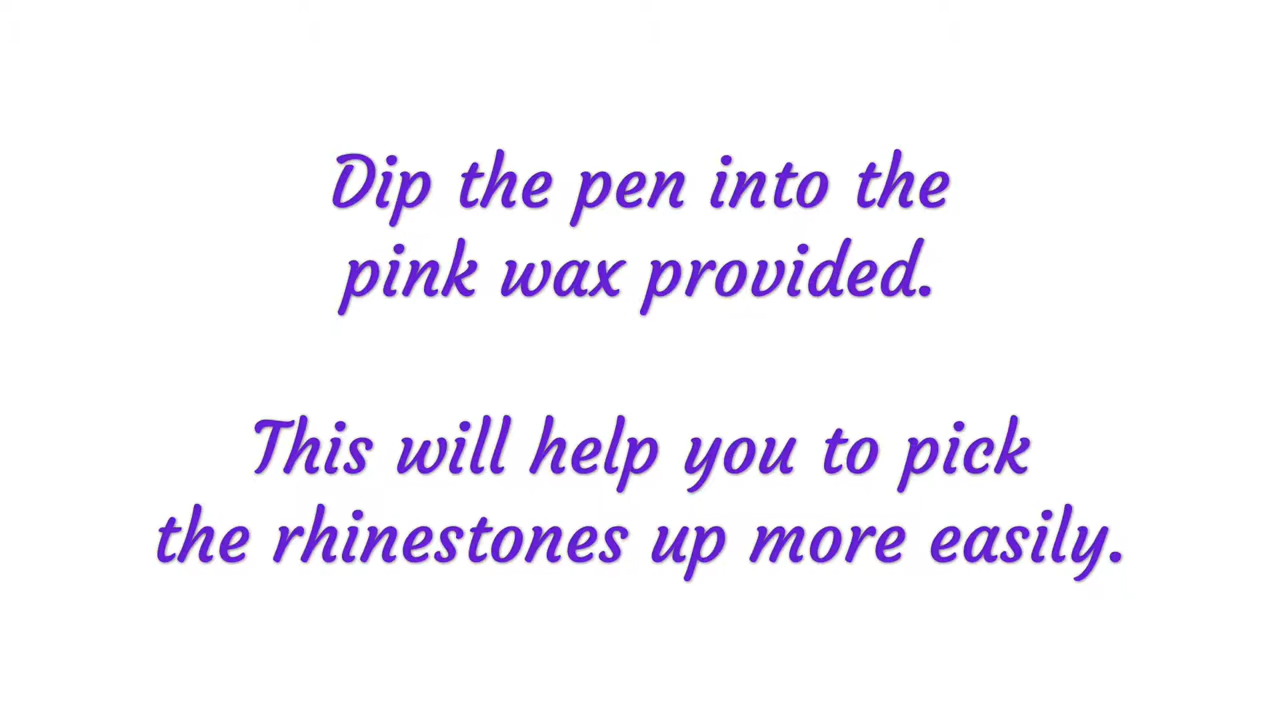 Dip the pen into the
pink wax provided.
This will help you to pick
the rhinestones up more easily.